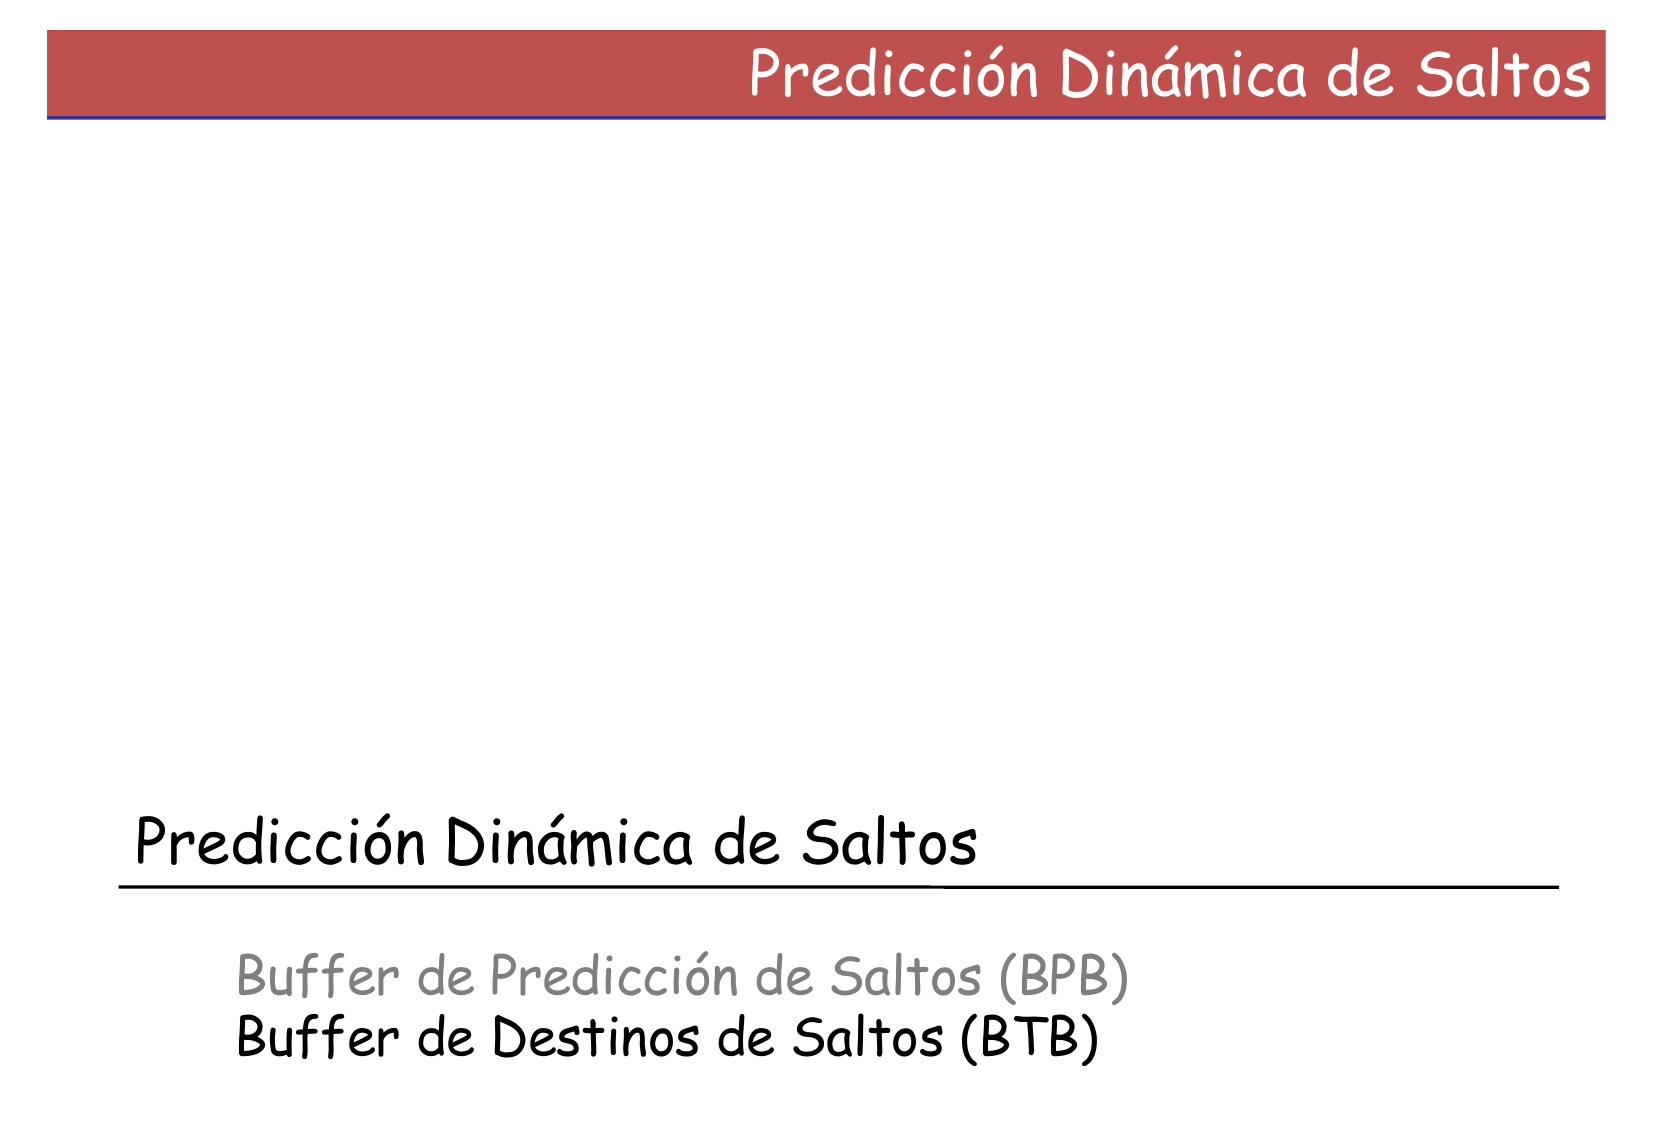 Predicción Dinámica de Saltos
Predicción Dinámica de Saltos
Buffer de Predicción de Saltos (BPB)
Buffer de Destinos de Saltos (BTB)